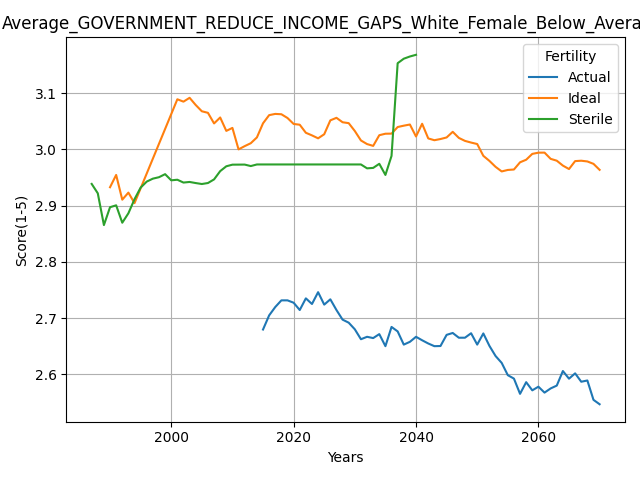 Average_GOVERNMENT_REDUCE_INCOME_GAPS_White_Female_Below_Avera
Fertility
Actual
Ideal
Sterile
Score(1-5)
3.1
3.0
2.9
2.8
2.7
2.6
2000
2020
2040
2060
Years